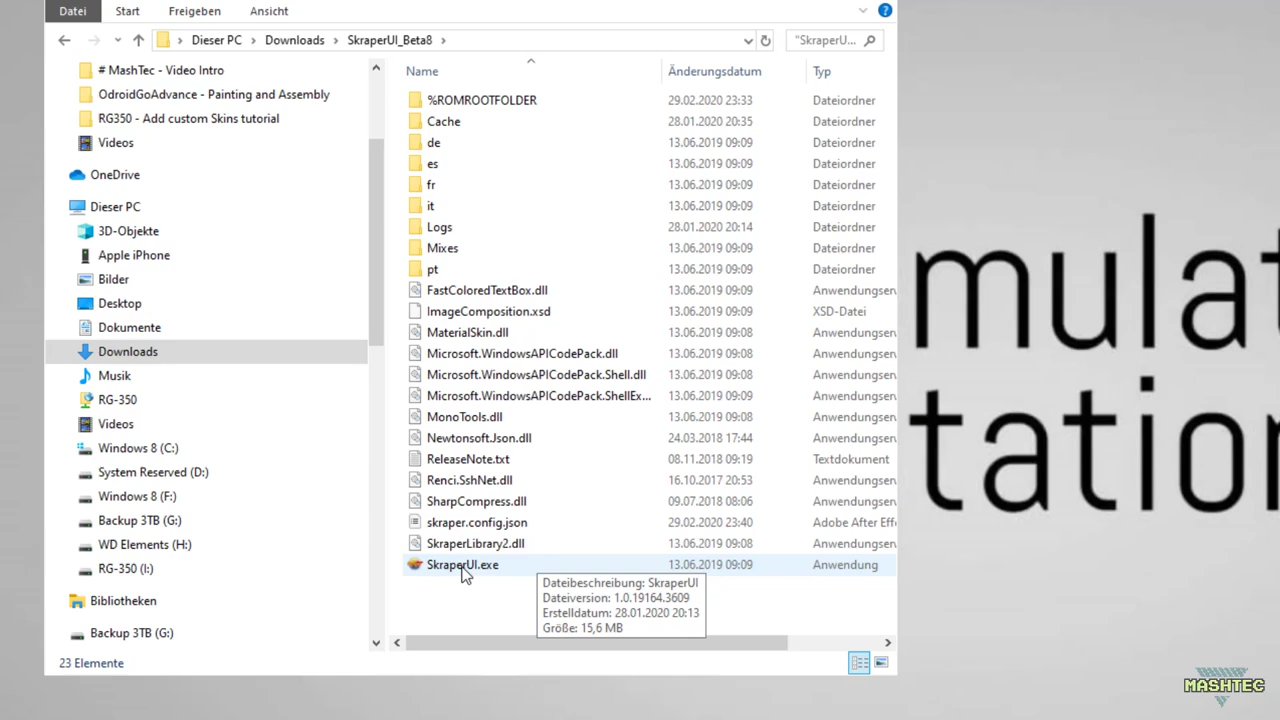 Datei Start Freigeben Ansicht
Dieser PC Downloads SkraperUI_Beta8 "SkraperU...
# MashTec - Video Intro
OdroidGoAdvance - Painting and Assembly
RG350 - Add custom Skins tutorial
Videos
OneDrive
Dieser PC
3D-Objekte
Apple iPhone
Bilder
Desktop
Dokumente
Downloads
Musik
RG-350
Videos
Windows 8 (C:)
System Reserved (D:)
Windows 8 (F:)
Backup 3TB (G:)
WD Elements (H:)
RG-350 (I:)
Bibliotheken
Backup 3TB (G:)
23 Elemente
Name Änderungsdatum Typ
%ROMROOTFOLDER 29.02.2020 23:33 Dateiordner
Cache 28.01.2020 20:35 Dateiordner
de 13.06.2019 09:09 Dateiordner
es 13.06.2019 09:09 Dateiordner
fr 13.06.2019 09:09 Dateiordner
it 13.06.2019 09:09 Dateiordner
Logs 28.01.2020 20:14 Dateiordner
Mixes 13.06.2019 09:09 Dateiordner
pt 13.06.2019 09:09 Dateiordner
FastColoredTextBox.dll 13.06.2019 09:09 Anwendungser
ImageComposition.xsd 13.06.2019 09:09 XSD-Datei
MaterialSkin.dll 13.06.2019 09:08 Anwendungser
Microsoft.WindowsAPICodePack.dll 13.06.2019 09:08 Anwendungser
Microsoft.WindowsAPICodePack.Shell.dll 13.06.2019 09:08 Anwendungser
Microsoft.WindowsAPICodePack.ShellEx... 13.06.2019 09:08 Anwendungser
MonoTools.dll 13.06.2019 09:08 Anwendungser
Newtonsoft.Json.dll 24.03.2018 17:44 Anwendungser
ReleaseNote.txt 08.11.2018 09:19 Textdokument
Renci.SshNet.dll 16.10.2017 20:53 Anwendungser
SharpCompress.dll 09.07.2018 08:06 Anwendungser
skraper.config.json 29.02.2020 23:40 Adobe After Effe
SkraperLibrary2.dll 13.06.2019 09:08 Anwendungser
SkraperUI.exe 13.06.2019 09:09 Anwendung
Dateibeschreibung: SkraperUI
Dateiversion: 1.0.19164.3609
Erstelldatum: 28.01.2020 20:13
Größe: 15,6 MB
mulat
tation
MASHTEC